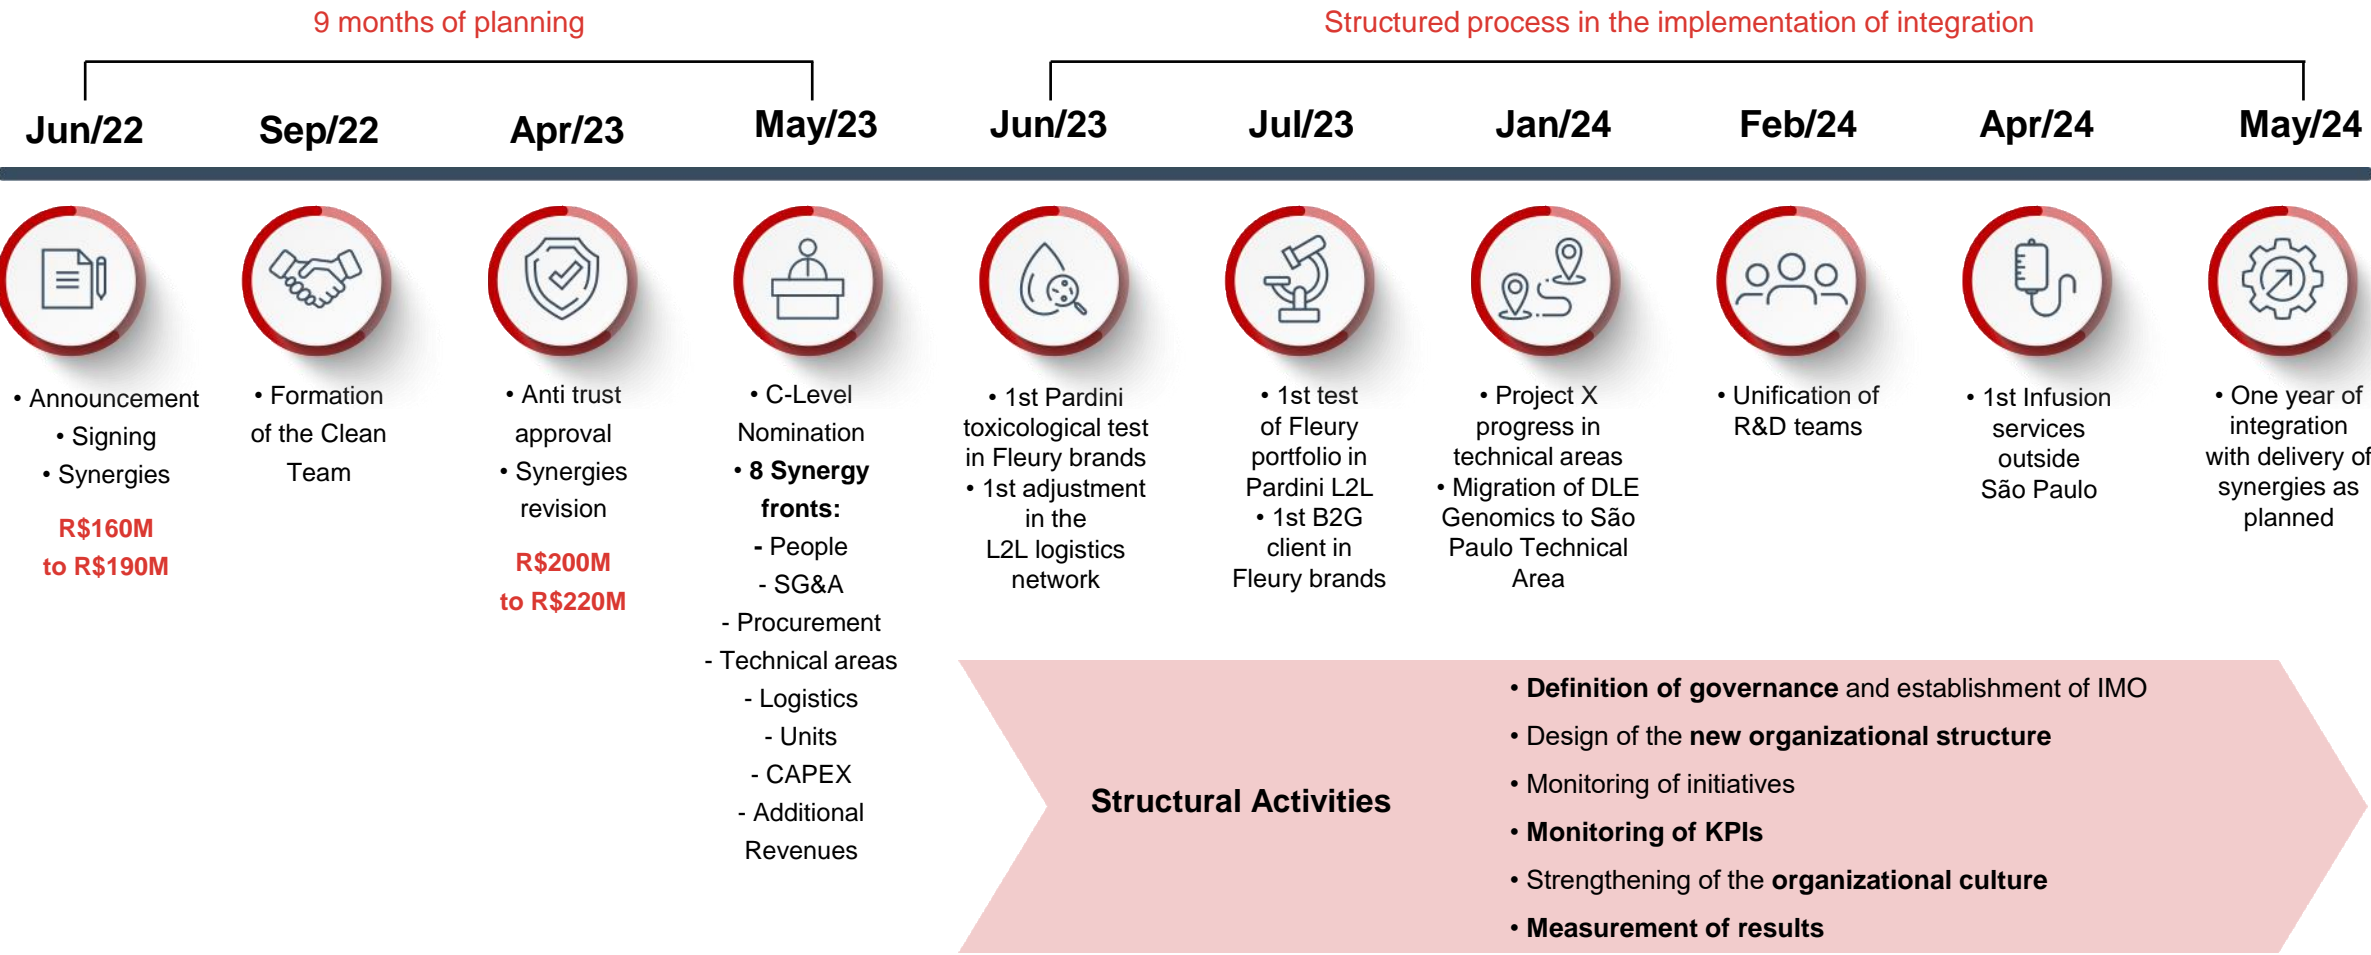 9 months of planning
Structured process in the implementation of integration
Jun/22
Sep/22
Apr/23
May/23
Jun/23
Jul/23
Jan/24
Feb/24
Apr/24
May/24
• Announcement
• Signing
• Synergies
R$160M
to R$190M
• Formation
of the Clean
Team
• Anti trust
approval
• Synergies
revision
R$200M
to R$220M
• C-Level
Nomination
• 8 Synergy
fronts:
- People
- SG&A
- Procurement
- Technical areas
- Logistics
- Units
- CAPEX
- Additional
Revenues
• 1st Pardini
toxicological test
in Fleury brands
• 1st adjustment
in the
L2L logistics
network
• 1st test
of Fleury
portfolio in
Pardini L2L
• 1st B2G
client in
Fleury brands
• Project X
progress in
technical areas
• Migration of DLE
Genomics to São
Paulo Technical
Area
• Unification of
R&D teams
• 1st Infusion
services
outside
São Paulo
• One year of
integration
with delivery of
synergies as
planned
Structural Activities
• Definition of governance and establishment of IMO
• Design of the new organizational structure
• Monitoring of initiatives
• Monitoring of KPIs
• Strengthening of the organizational culture
• Measurement of results